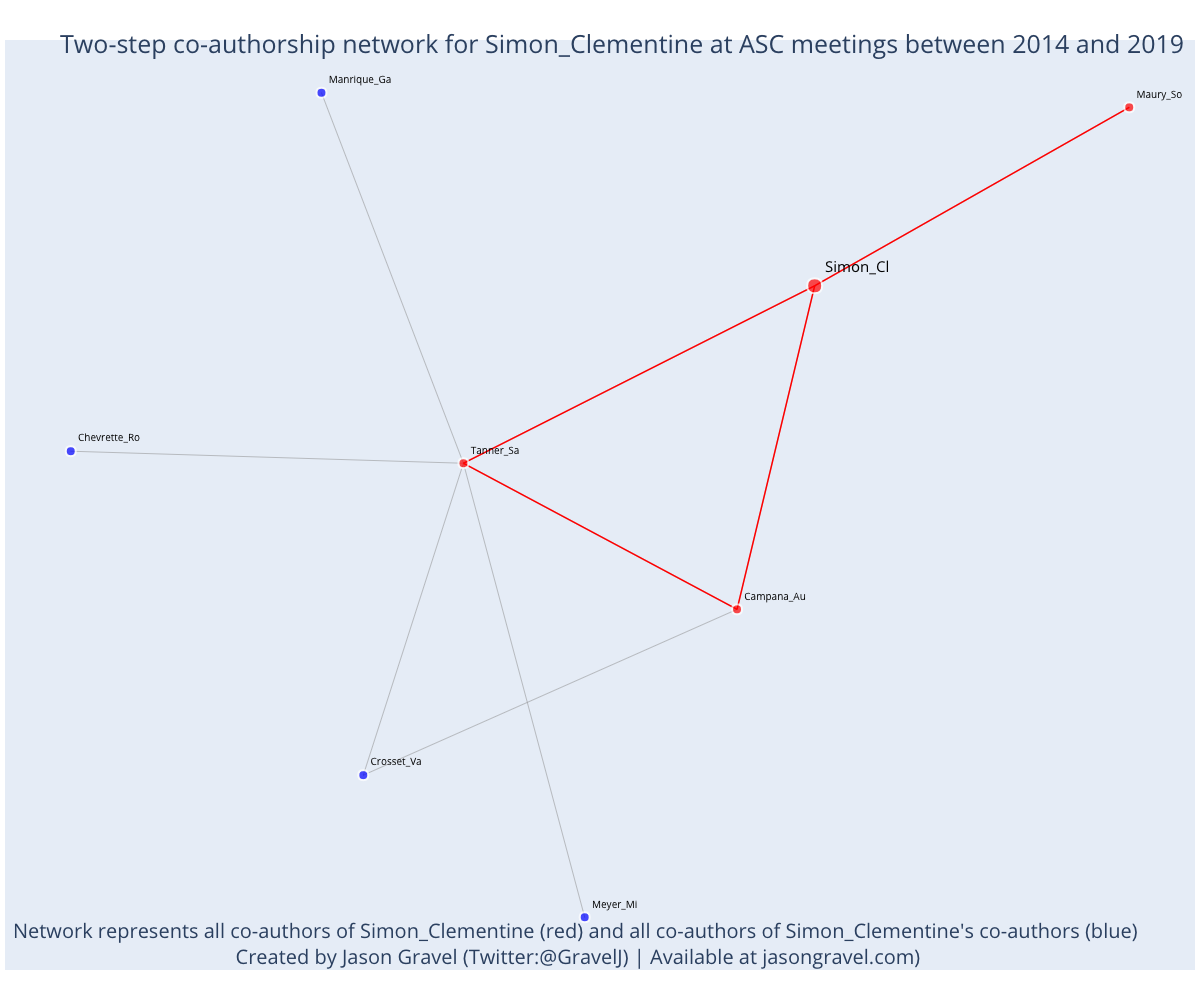 Two-step co-authorship network for Simon_Clementine at ASC meetings between 2014 and 2019
Manrique_Ga
Maury_So
Simon_Cl
Chevrette_Ro
Tanner_Sa
Campana_Au
Crosset_Va
Meyer_Mi
Network represents all co-authors of Simon_Clementine (red) and all co-authors of Simon_Clementine's co-authors (blue)
Created by Jason Gravel (Twitter:@GravelJ) | Available at jasongravel.com)